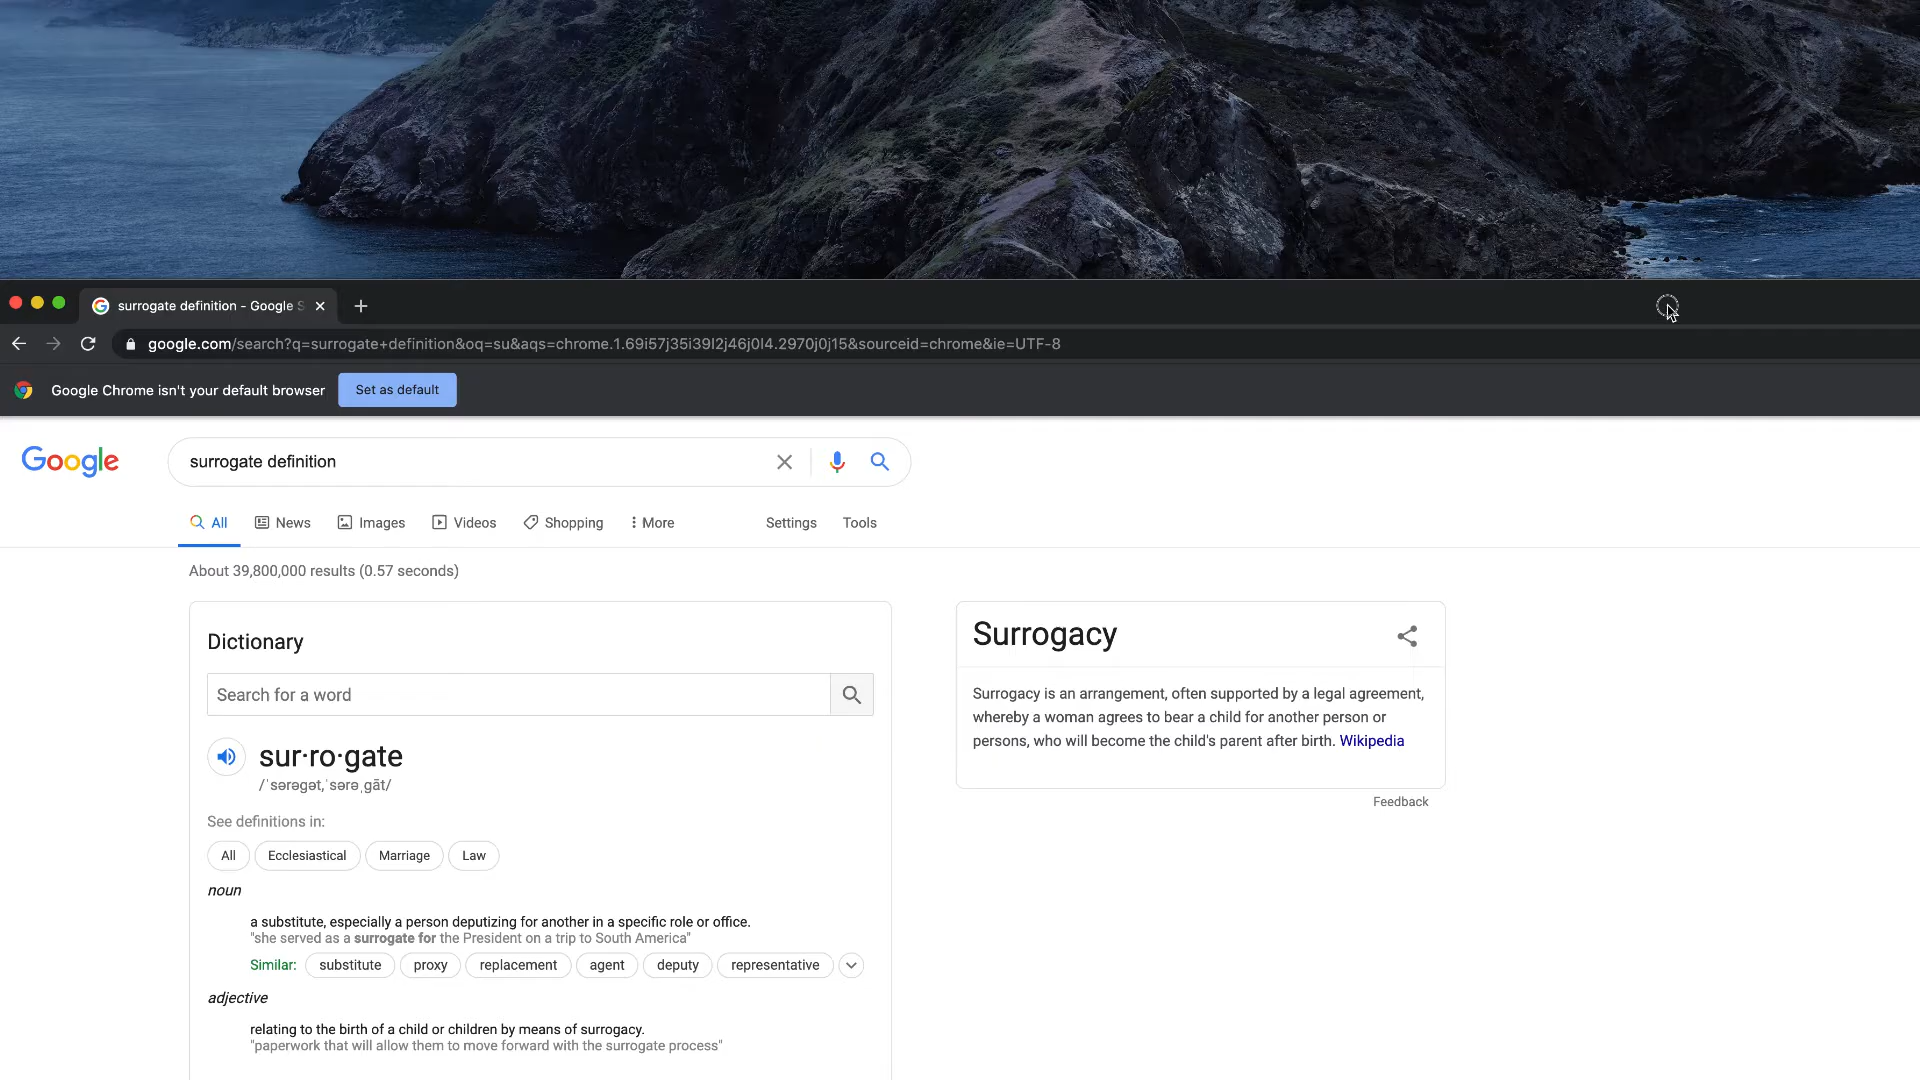 surrogate definition - Google S
google.com/search?q=surrogate+definition&oq=su&aqs=chrome.1.69i57j35i39l2j46j0l4.2970j0j15&sourceid=chrome&ie=UTF-8
Google Chrome isn't your default browser Set as default
Google surrogate definition
All News Images Videos Shopping More Settings Tools
About 39,800,000 results (0.57 seconds)
Dictionary
Search for a word
sur·ro·gate
/ˈsərəɡət,ˈsərəˌɡāt/
See definitions in:
All Ecclesiastical Marriage Law
noun
a substitute, especially a person deputizing for another in a specific role or office.
"she served as a surrogate for the President on a trip to South America"
Similar: substitute proxy replacement agent deputy representative
adjective
relating to the birth of a child or children by means of surrogacy.
"paperwork that will allow them to move forward with the surrogate process"
Surrogacy
Surrogacy is an arrangement, often supported by a legal agreement,
whereby a woman agrees to bear a child for another person or
persons, who will become the child's parent after birth. Wikipedia
Feedback